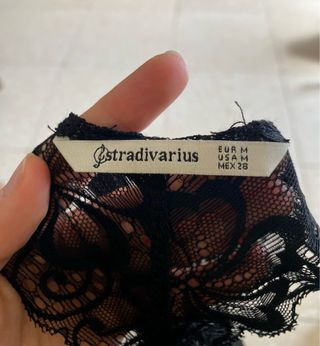 stradivarius
EUR M
USA M
MEX 28